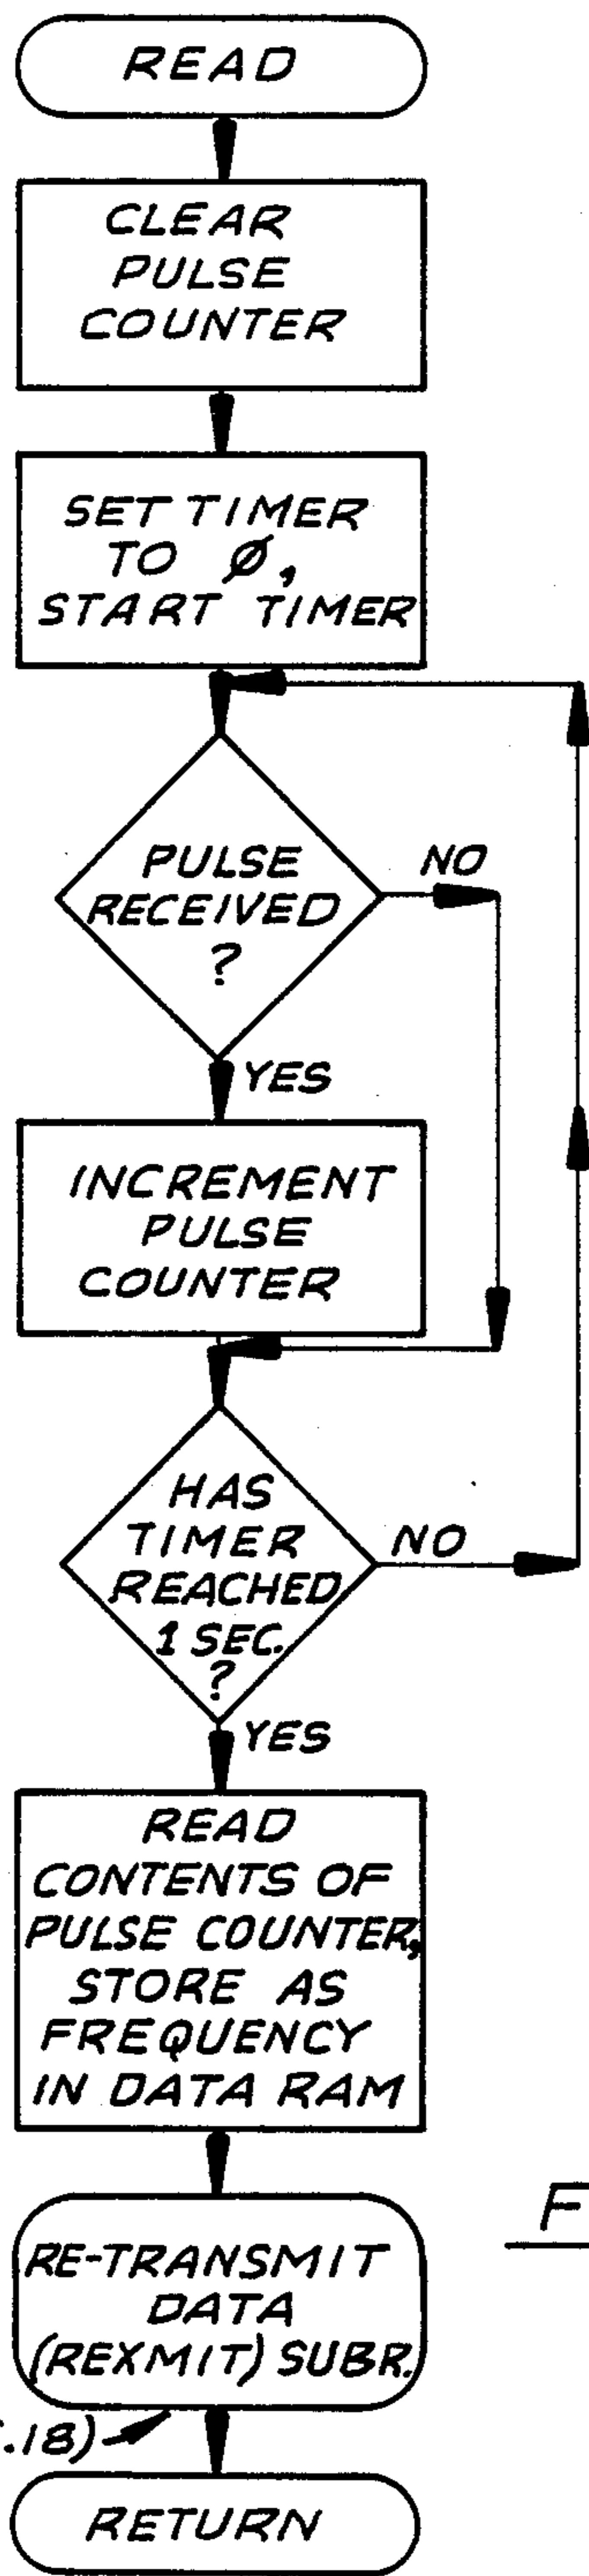 READ
CLEAR
PULSE
COUNTER
SET TIMER
TO Ø,
START TIMER
PULSE
RECEIVED
?
NO
YES
INCREMENT
PULSE
COUNTER
HAS
TIMER
REACHED
1 SEC.
?
NO
YES
READ
CONTENTS OF
PULSE COUNTER,
STORE AS
FREQUENCY
IN DATA RAM
F
RE-TRANSMIT
DATA
(REXMIT) SUBR.
.18)
RETURN